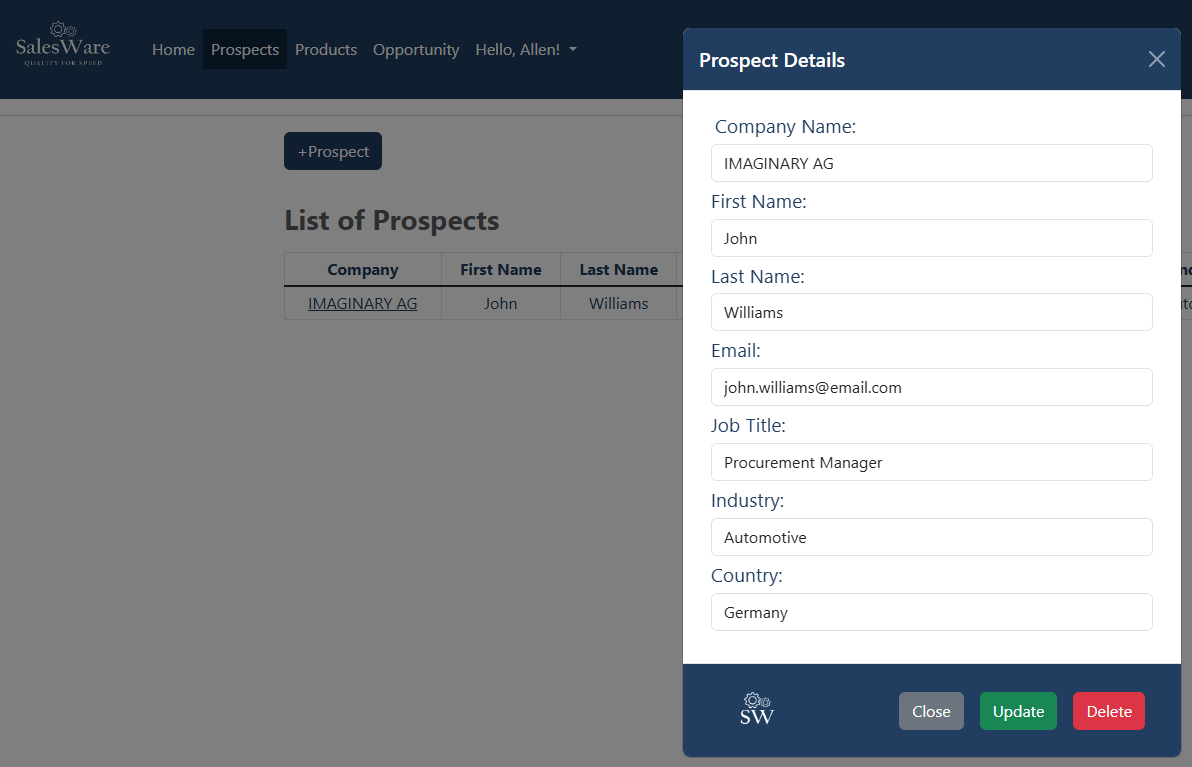 SalesWare
QUALITY FOR SPEED
Home Prospects Products Opportunity Hello, Allen!
+Prospect
List of Prospects
Company First Name Last Name
IMAGINARY AG John Williams
Prospect Details
Company Name:
IMAGINARY AG
First Name:
John
Last Name:
Williams
Email:
john.williams@email.com
Job Title:
Procurement Manager
Industry:
Automotive
Country:
Germany
SW
Close Update Delete